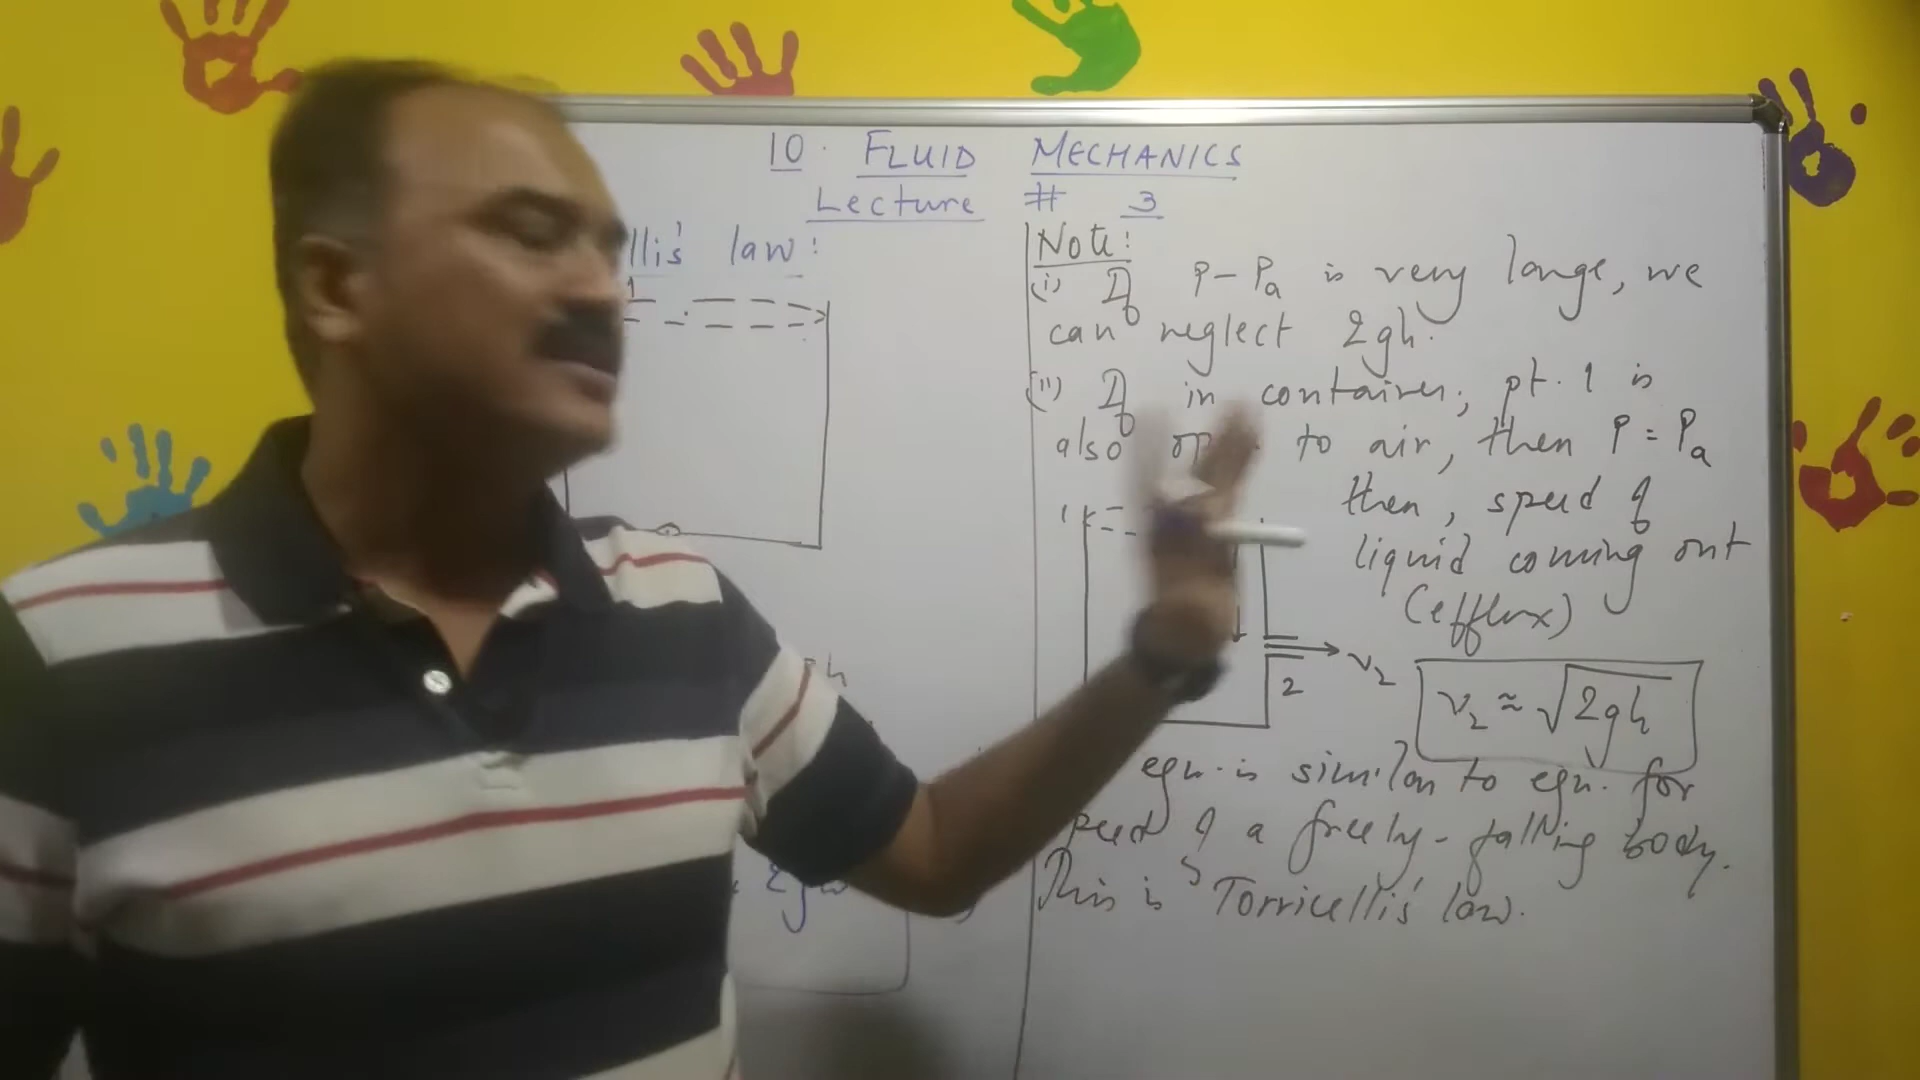 10. FLUID MECHANICS
Lecture # 3
llis' law:
1
Note:
(i) If P - Pa is very large, we
can neglect 2gh.
(ii) If in container, pt. 1 is
also to air, then P = Pa
then, speed of
liquid coming out
(efflux)
1
2
v2
v2 ≈ √2gh
h
eqn. is similar to eqn. for
speed of a freely-falling body.
This is Torricelli's law.